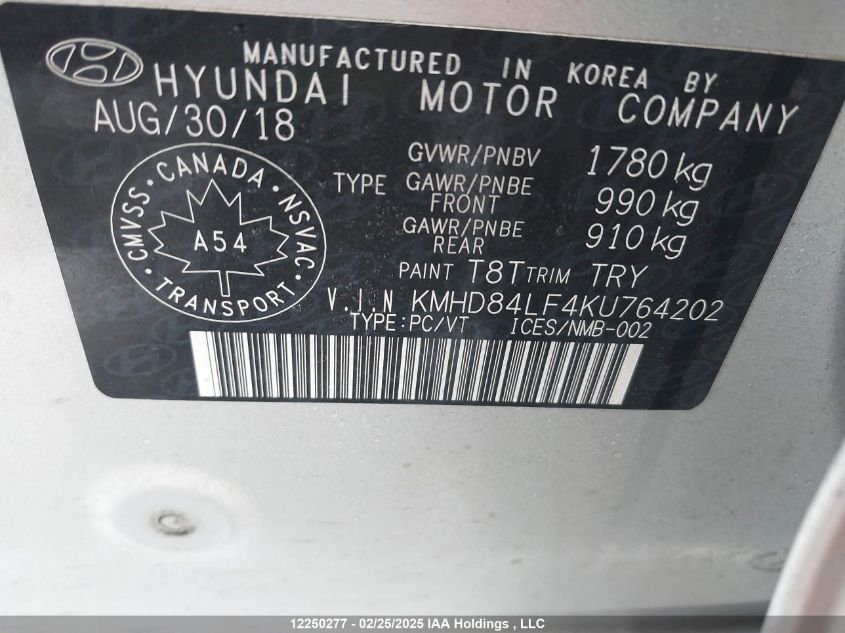 MANUFACTURED IN KOREA BY
HYUNDAI MOTOR COMPANY
AUG/30/18
GVWR/PNBV 1780 kg
TYPE GAWR/PNBE FRONT 990 kg
GAWR/PNBE REAR 910 kg
CANADA · NSVAC · TRANSPORT · CMVSS ·
A54
PAINT T8T TRIM TRY
V.I N KMHD84LF4KU764202
TYPE:PC/VT ICES/NMB-002
12250277 - 02/25/2025 IAA Holdings , LLC